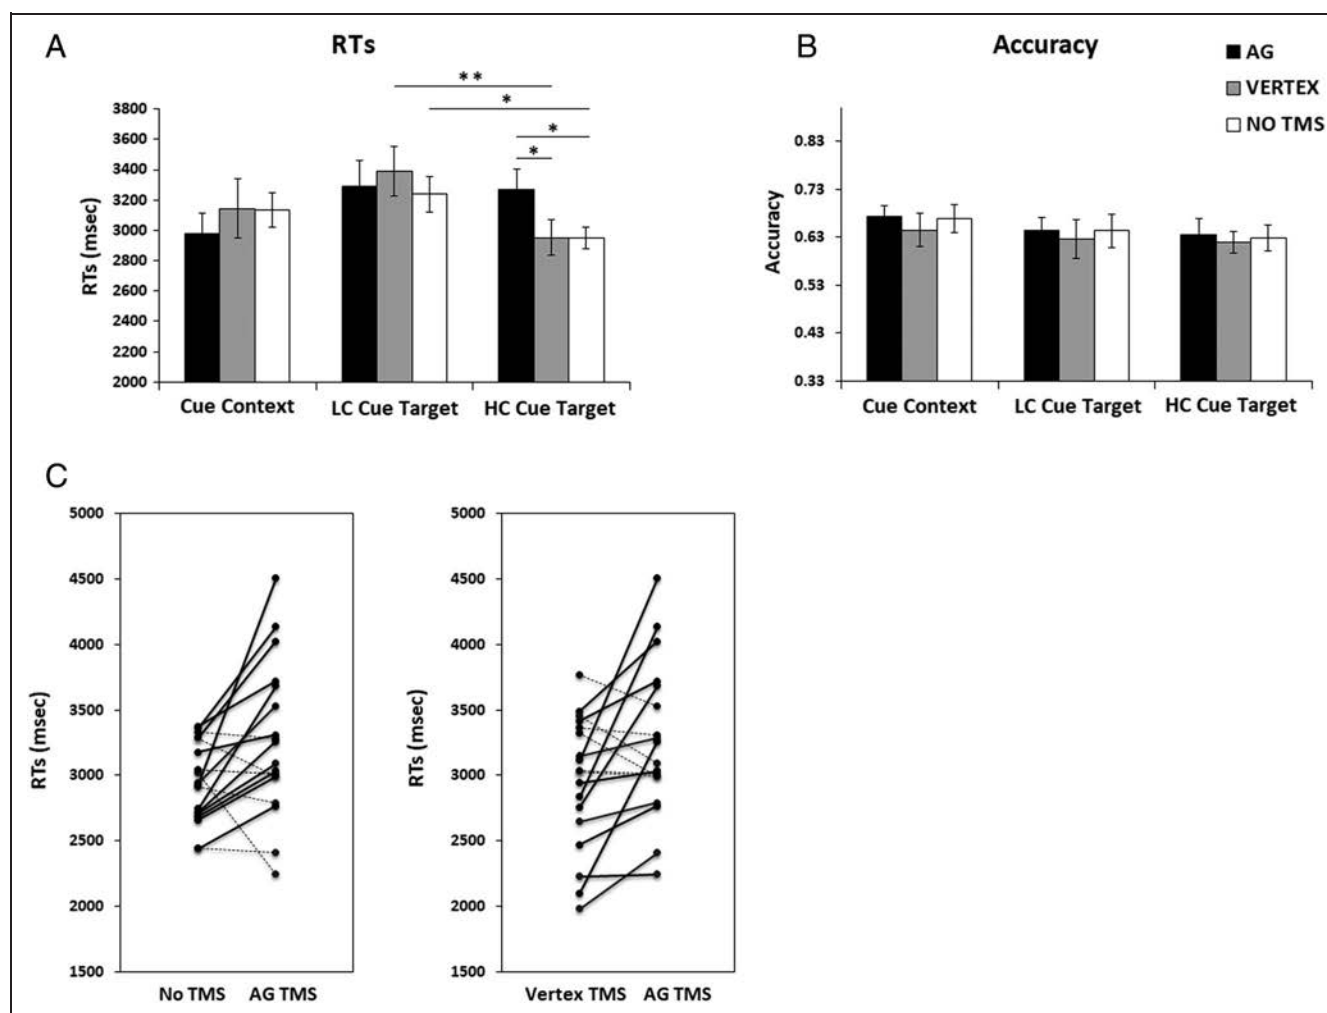 A
RTs
**
*
*
*
3800
3600
3400
3200
3000
2800
2600
2400
2200
2000
RTs (msec)
Cue Context
LC Cue Target
HC Cue Target
B
Accuracy
AG
VERTEX
NO TMS
0.83
0.73
0.63
0.53
0.43
0.33
Accuracy
Cue Context
LC Cue Target
HC Cue Target
C
5000
4500
4000
3500
3000
2500
2000
1500
RTs (msec)
No TMS
AG TMS
5000
4500
4000
3500
3000
2500
2000
1500
RTs (msec)
Vertex TMS
AG TMS